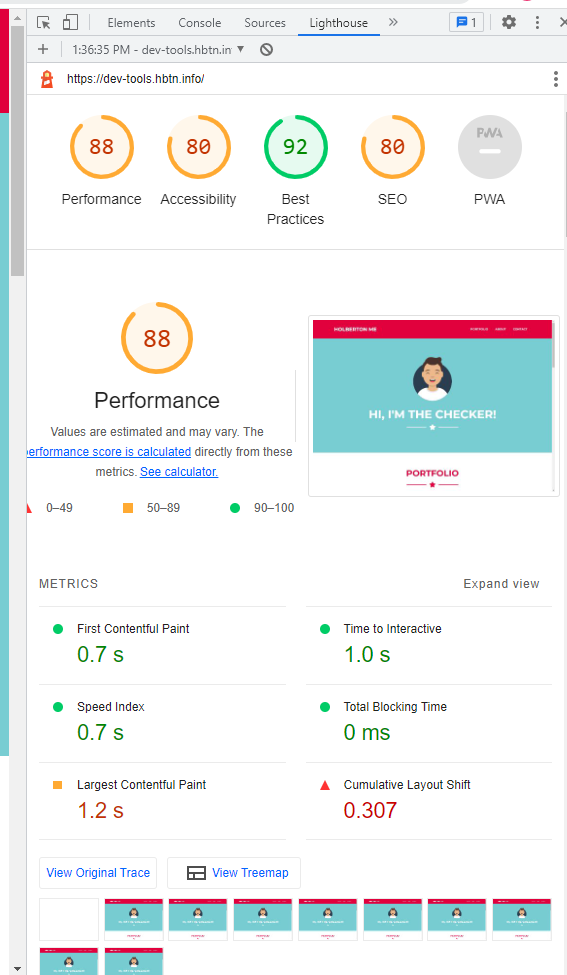 Elements Console Sources Lighthouse » 1
+ 1:36:35 PM - dev-tools.hbtn.in
https://dev-tools.hbtn.info/
88 80 92 80 PWA
Performance Accessibility Best Practices SEO PWA
88
HOLBERTON ME PORTFOLIO ABOUT CONTACT
HI, I'M THE CHECKER!
PORTFOLIO
Performance
Values are estimated and may vary. The
performance score is calculated directly from these
metrics. See calculator.
0–49 50–89 90–100
METRICS Expand view
First Contentful Paint Time to Interactive
0.7 s 1.0 s
Speed Index Total Blocking Time
0.7 s 0 ms
Largest Contentful Paint Cumulative Layout Shift
1.2 s 0.307
View Original Trace View Treemap